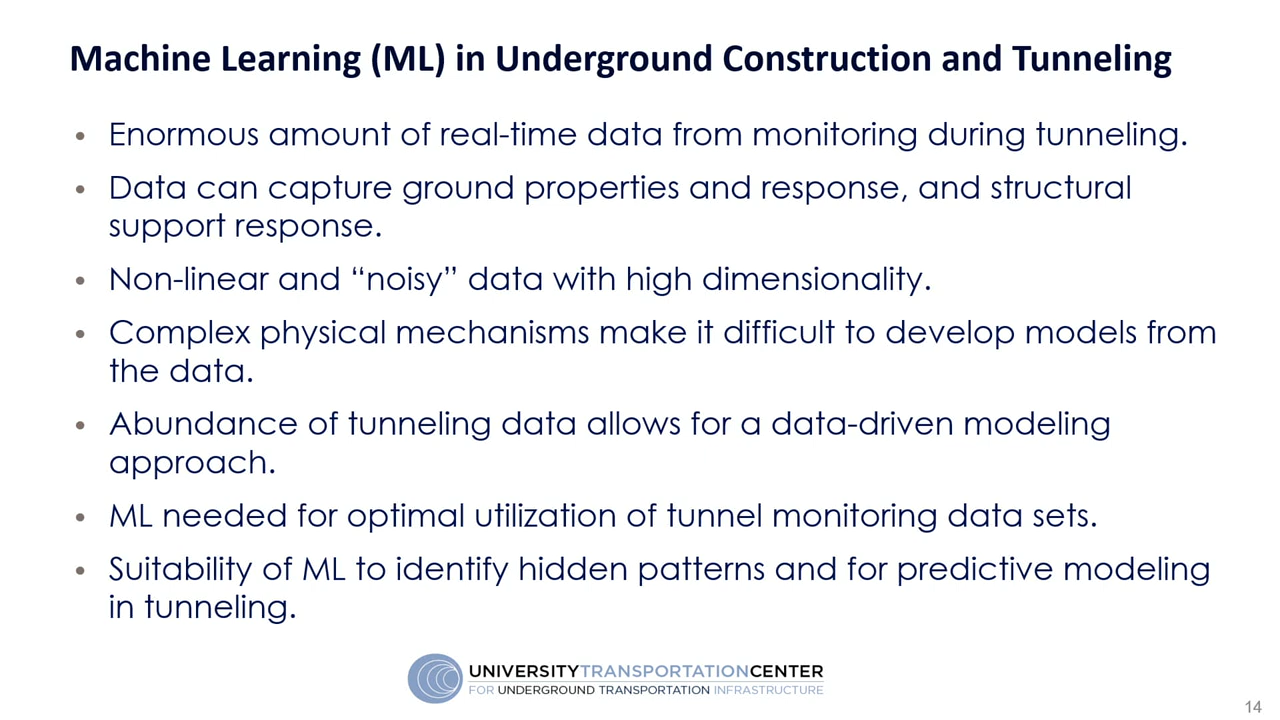 Machine Learning (ML) in Underground Construction and Tunneling
• Enormous amount of real-time data from monitoring during tunneling.
• Data can capture ground properties and response, and structural
support response.
• Non-linear and “noisy” data with high dimensionality.
• Complex physical mechanisms make it difficult to develop models from
the data.
• Abundance of tunneling data allows for a data-driven modeling
approach.
• ML needed for optimal utilization of tunnel monitoring data sets.
• Suitability of ML to identify hidden patterns and for predictive modeling
in tunneling.
UNIVERSITYTRANSPORTATIONCENTER
FOR UNDERGROUND TRANSPORTATION INFRASTRUCTURE
14